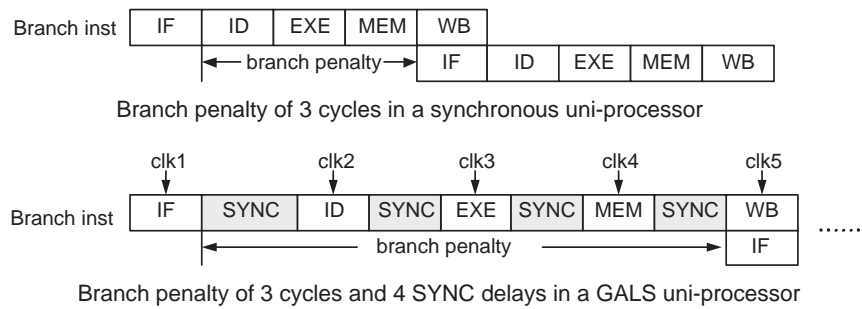 Branch inst IF ID EXE MEM WB
branch penalty IF ID EXE MEM WB
Branch penalty of 3 cycles in a synchronous uni-processor
clk1 clk2 clk3 clk4 clk5
Branch inst IF SYNC ID SYNC EXE SYNC MEM SYNC WB ......
branch penalty IF
Branch penalty of 3 cycles and 4 SYNC delays in a GALS uni-processor